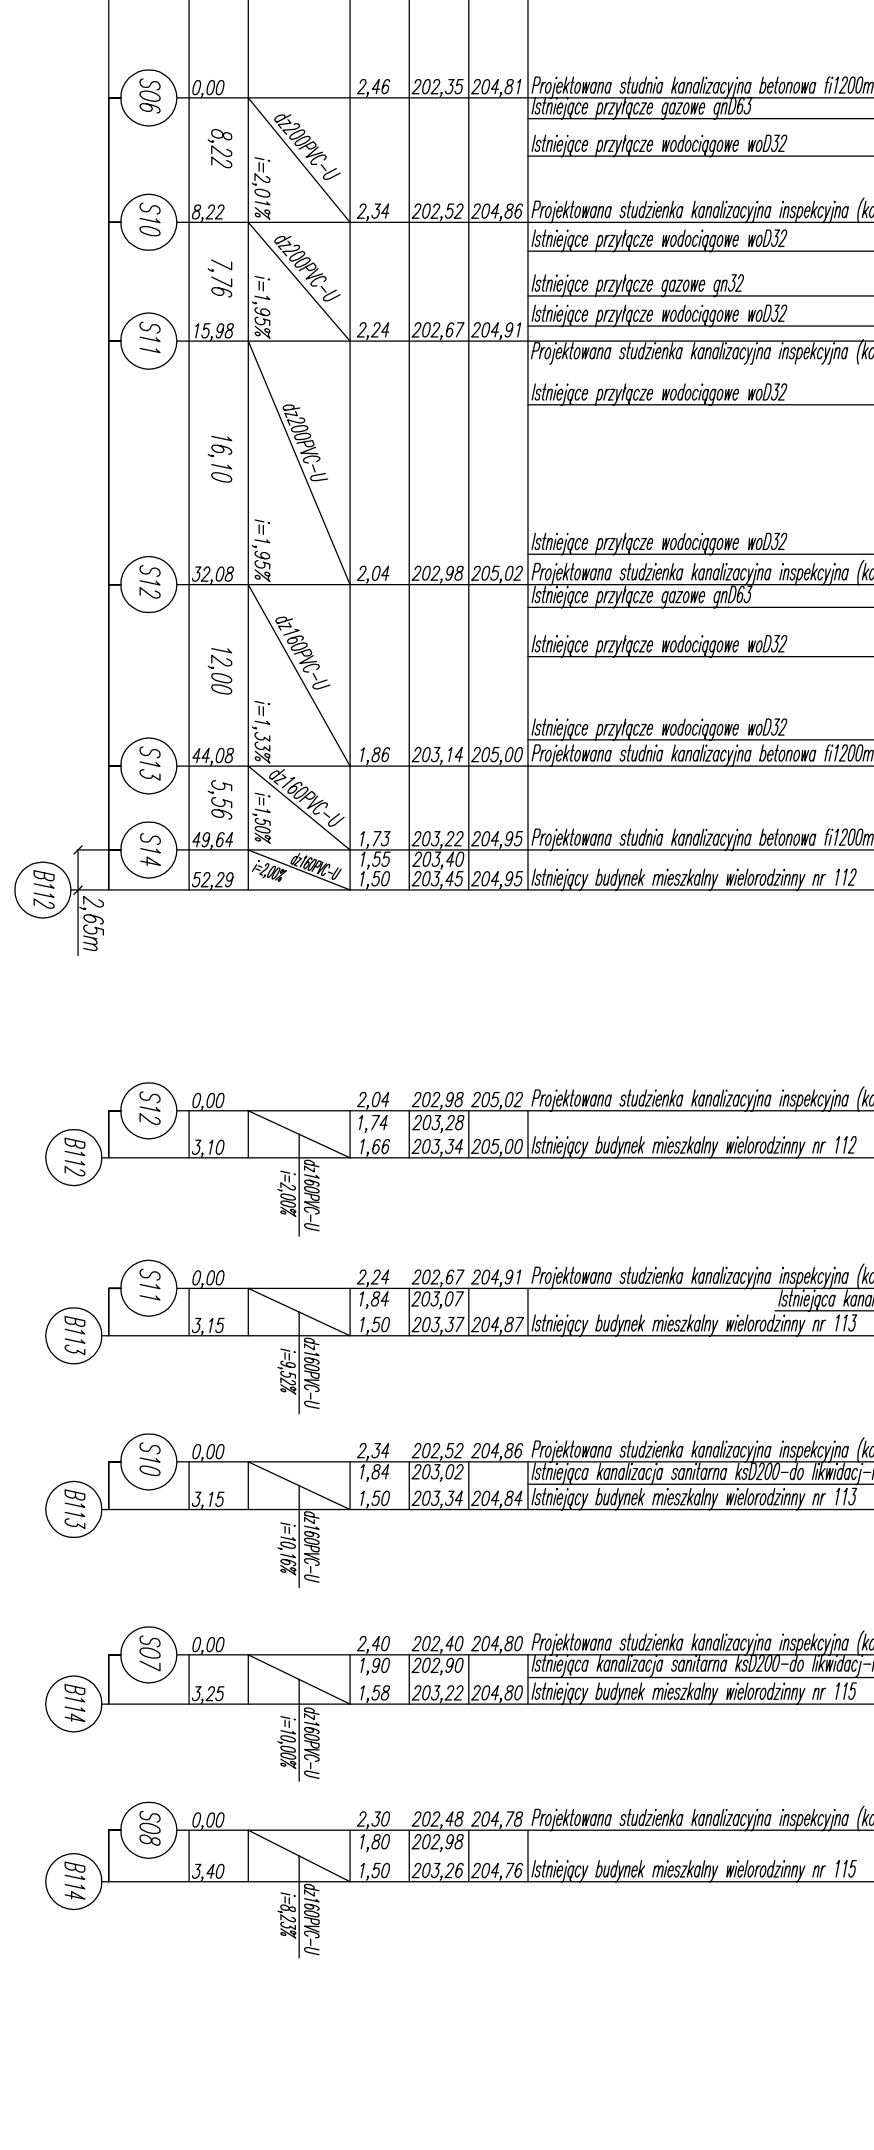 S06 0,00 2,46 202,35 204,81 Projektowana studnia kanalizacyjna betonowa fi1200m
Istniejące przyłącze gazowe gnD63
8,22 dz200PVC-U i=2,01%
Istniejące przyłącze wodociągowe woD32
S10 8,22 2,34 202,52 204,86 Projektowana studzienka kanalizacyjna inspekcyjna (ko
Istniejące przyłącze wodociągowe woD32
7,76 dz200PVC-U i=1,95%
Istniejące przyłącze gazowe gn32
Istniejące przyłącze wodociągowe woD32
S11 15,98 2,24 202,67 204,91
Projektowana studzienka kanalizacyjna inspekcyjna (ko
Istniejące przyłącze wodociągowe woD32
16,10 dz200PVC-U i=1,95%
Istniejące przyłącze wodociągowe woD32
S12 32,08 2,04 202,98 205,02 Projektowana studzienka kanalizacyjna inspekcyjna (ko
Istniejące przyłącze gazowe gnD63
12,00 dz160PVC-U i=1,33%
Istniejące przyłącze wodociągowe woD32
Istniejące przyłącze wodociągowe woD32
S13 44,08 1,86 203,14 205,00 Projektowana studnia kanalizacyjna betonowa fi1200m
5,56 dz160PVC-U i=1,50%
S14 49,64 1,73 203,22 204,95 Projektowana studnia kanalizacyjna betonowa fi1200m
1,55 203,40
dz160PVC-U i=2,00%
B112 52,29 1,50 203,45 204,95 Istniejący budynek mieszkalny wielorodzinny nr 112
2,65m
S12 0,00 2,04 202,98 205,02 Projektowana studzienka kanalizacyjna inspekcyjna (ko
1,74 203,28
B112 3,10 1,66 203,34 205,00 Istniejący budynek mieszkalny wielorodzinny nr 112
dz160PVC-U
i=2,00%
S11 0,00 2,24 202,67 204,91 Projektowana studzienka kanalizacyjna inspekcyjna (ko
1,84 203,07 Istniejąca kanal
B113 3,15 1,50 203,37 204,87 Istniejący budynek mieszkalny wielorodzinny nr 113
dz160PVC-U
i=9,52%
S10 0,00 2,34 202,52 204,86 Projektowana studzienka kanalizacyjna inspekcyjna (ko
1,84 203,02 Istniejąca kanalizacja sanitarna ksD200-do likwidacj-
B113 3,15 1,50 203,34 204,84 Istniejący budynek mieszkalny wielorodzinny nr 113
dz160PVC-U
i=10,16%
S07 0,00 2,40 202,40 204,80 Projektowana studzienka kanalizacyjna inspekcyjna (ko
1,90 202,90 Istniejąca kanalizacja sanitarna ksD200-do likwidacj-
B114 3,25 1,58 203,22 204,80 Istniejący budynek mieszkalny wielorodzinny nr 115
dz160PVC-U
i=10,00%
S08 0,00 2,30 202,48 204,78 Projektowana studzienka kanalizacyjna inspekcyjna (ko
1,80 202,98
B114 3,40 1,50 203,26 204,76 Istniejący budynek mieszkalny wielorodzinny nr 115
dz160PVC-U
i=8,23%